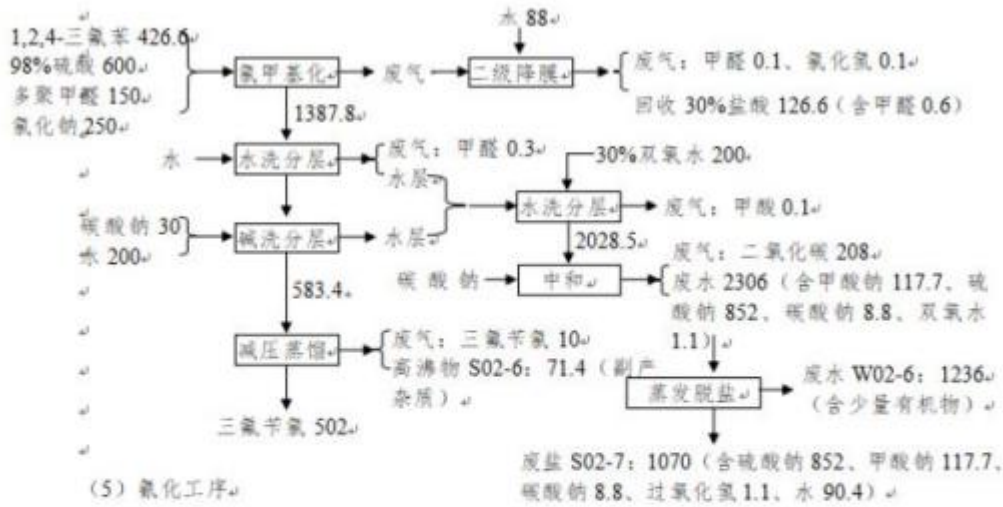 水 88
1,2,4-三氟苯 426.6
98%硫酸 600
多聚甲醛 150
氯化钠 250
氯甲基化
废气
二级降膜
废气：甲醛 0.1、氯化氢 0.1
回收 30%盐酸 126.6（含甲醛 0.6）
1387.8
水
水洗分层
废气：甲醛 0.3
水层
30%双氧水 200
水洗分层
废气：甲酸 0.1
碳酸钠 30
水 200
碱洗分层
水层
2028.5
583.4
碳酸钠
中和
废气：二氧化碳 208
废水 2306（含甲酸钠 117.7、硫
酸钠 852、碳酸钠 8.8、双氧水
1.1）
减压蒸馏
废气：三氟苄氯 10
高沸物 S02-6：71.4（副产
杂质）
蒸发脱盐
废水 W02-6：1236
（含少量有机物）
三氟苄氯 502
废盐 S02-7：1070（含硫酸钠 852、甲酸钠 117.7、
碳酸钠 8.8、过氧化氢 1.1、水 90.4）
（5）氰化工序